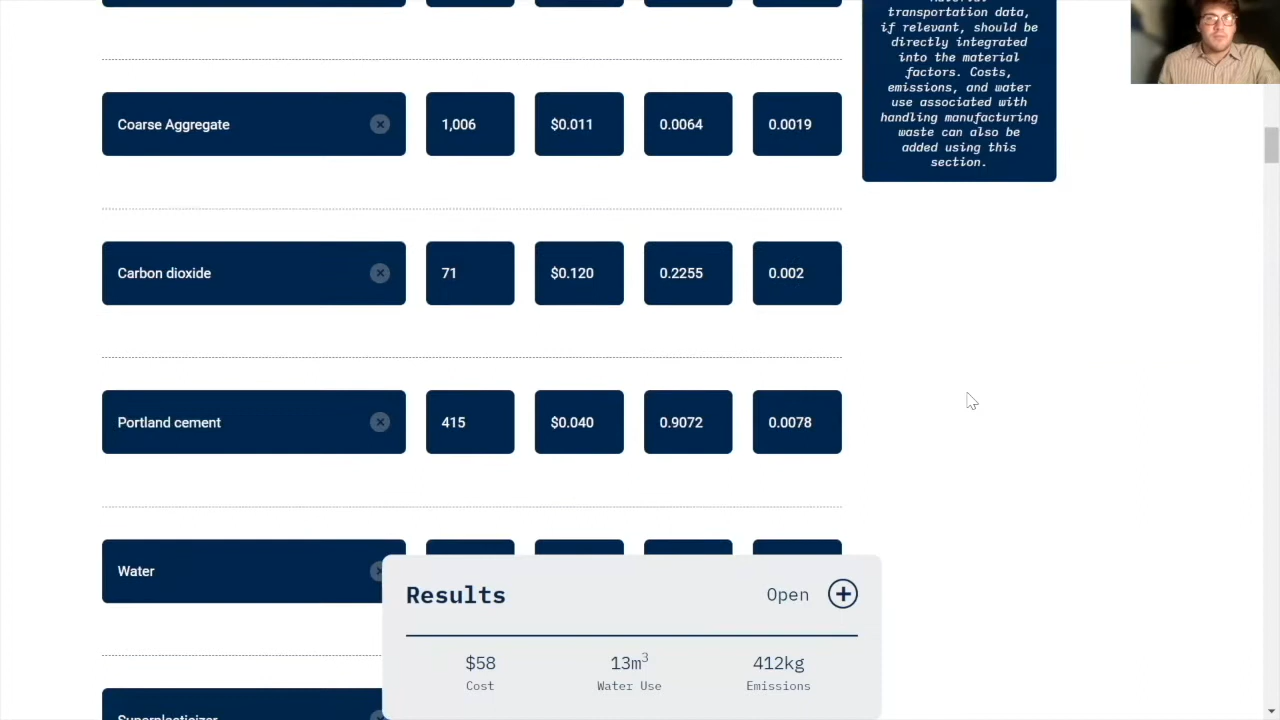 transportation data,
if relevant, should be
directly integrated
into the material
factors. Costs,
emissions, and water
use associated with
handling manufacturing
waste can also be
added using this
section.
Coarse Aggregate 1,006 $0.011 0.0064 0.0019
Carbon dioxide 71 $0.120 0.2255 0.002
Portland cement 415 $0.040 0.9072 0.0078
Water
Results Open
$58 13m³ 412kg
Cost Water Use Emissions
Superplasticizer